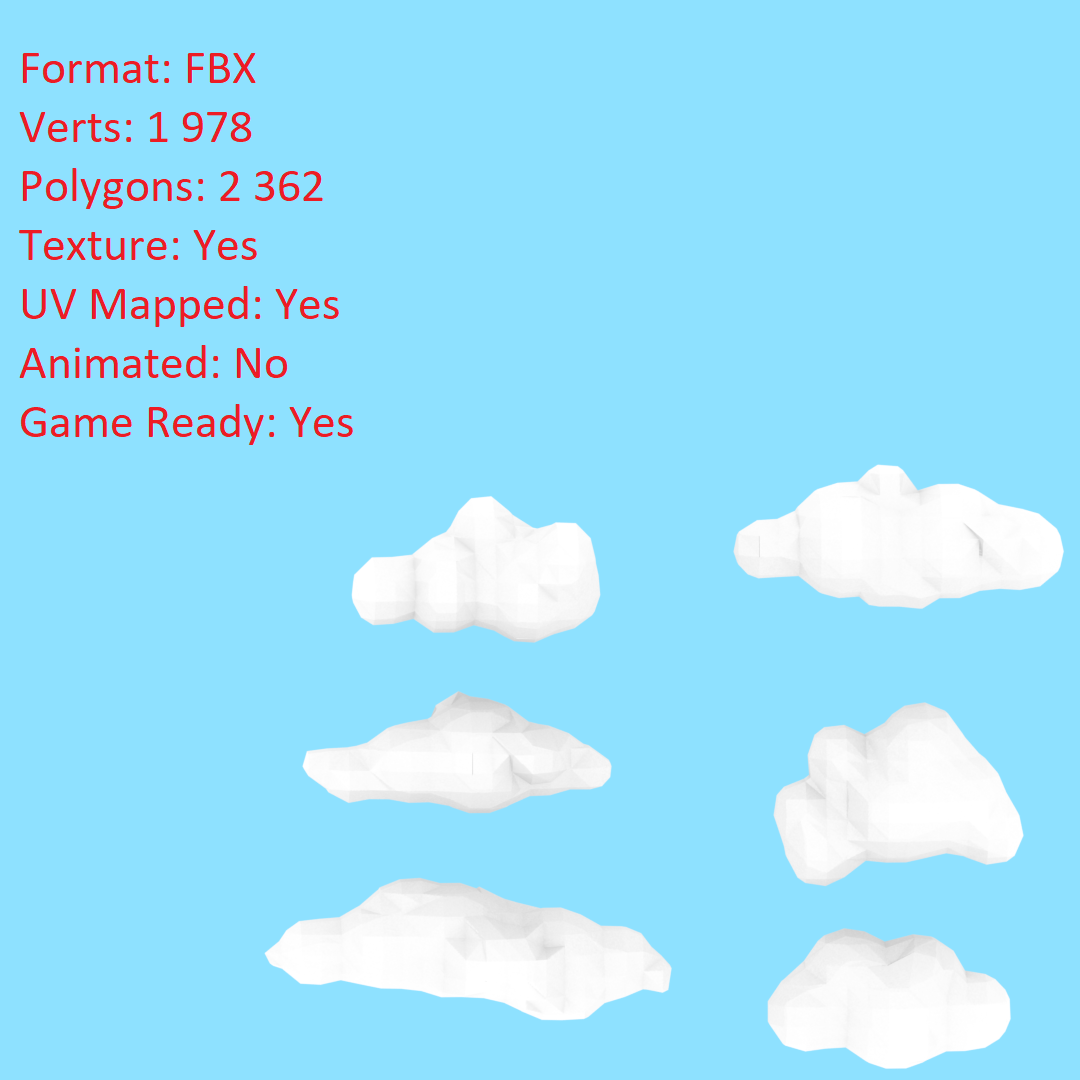 Format: FBX
Verts: 1 978
Polygons: 2 362
Texture: Yes
UV Mapped: Yes
Animated: No
Game Ready: Yes